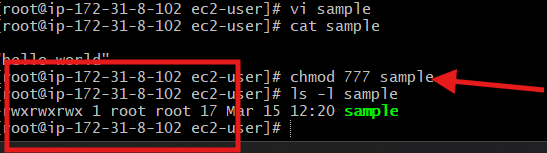 [root@ip-172-31-8-102 ec2-user]# vi sample
[root@ip-172-31-8-102 ec2-user]# cat sample
"hello world"
[root@ip-172-31-8-102 ec2-user]# chmod 777 sample
[root@ip-172-31-8-102 ec2-user]# ls -l sample
-rwxrwxrwx 1 root root 17 Mar 15 12:20 sample
[root@ip-172-31-8-102 ec2-user]#